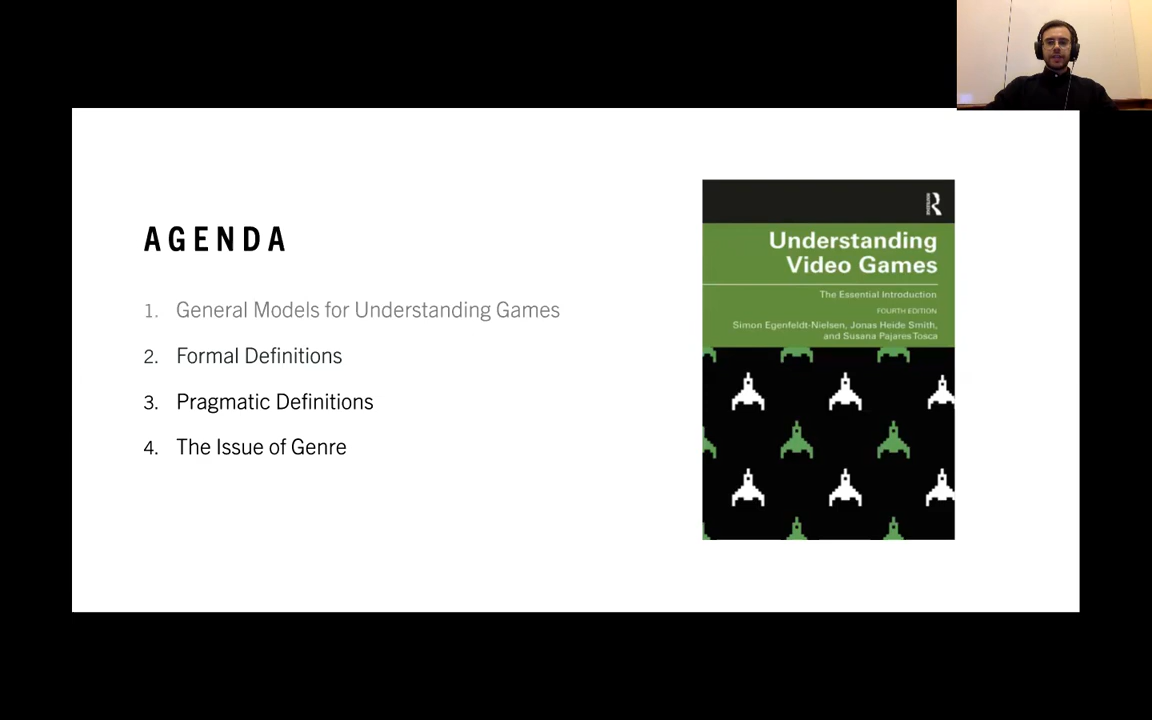 AGENDA
1. General Models for Understanding Games
2. Formal Definitions
3. Pragmatic Definitions
4. The Issue of Genre
Understanding
Video Games
The Essential Introduction
FOURTH EDITION
Simon Egenfeldt-Nielsen, Jonas Heide Smith,
and Susana Pajares Tosca